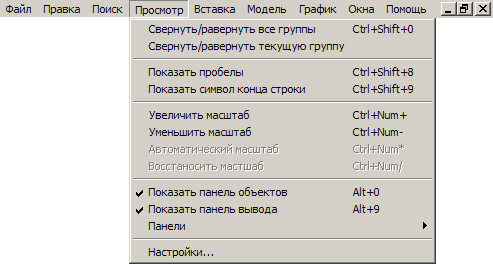 Файл Правка Поиск Просмотр Вставка Модель График Окна Помощь
Свернуть/равернуть все группы Ctrl+Shift+0
Свернуть/равернуть текущую группу
Показать пробелы Ctrl+Shift+8
Показать символ конца строки Ctrl+Shift+9
Увеличить масштаб Ctrl+Num+
Уменьшить масштаб Ctrl+Num-
Автоматический масштаб Ctrl+Num*
Восстаносить мастшаб Ctrl+Num/
Показать панель объектов Alt+0
Показать панель вывода Alt+9
Панели
Настройки...